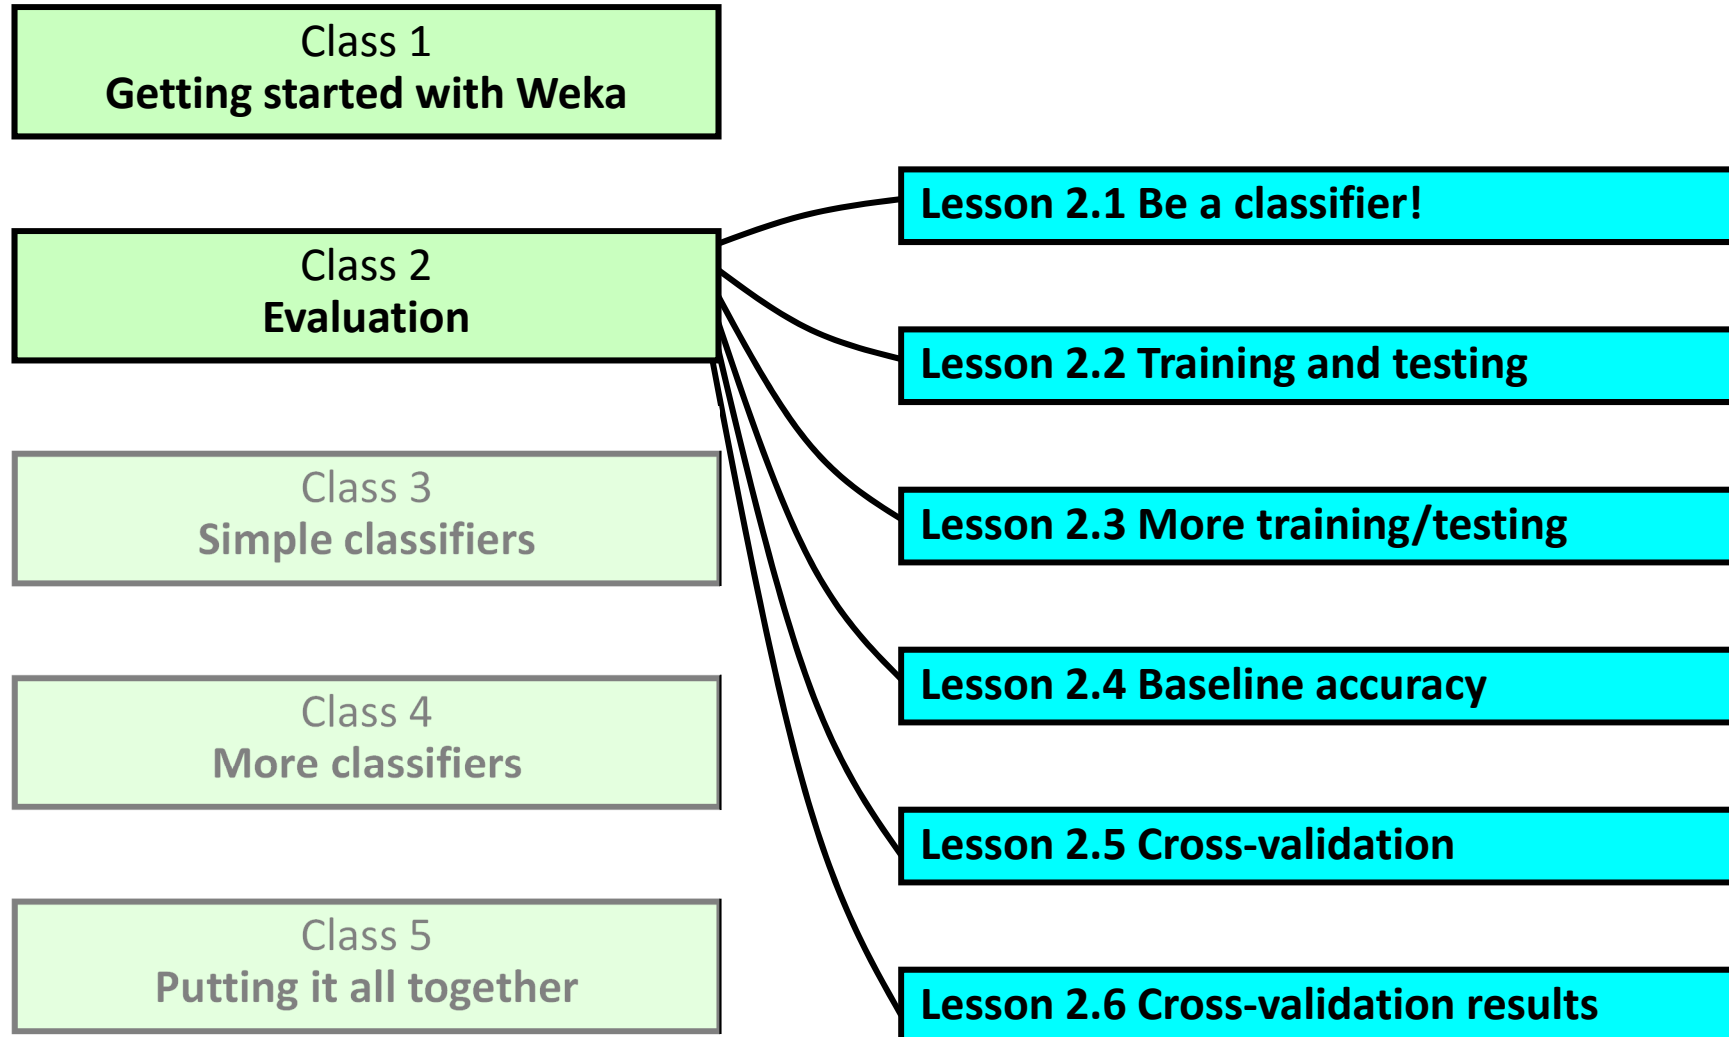 Class 1
Getting started with Weka
Class 2
Evaluation
Class 3
Simple classifiers
Class 4
More classifiers
Class 5
Putting it all together
Lesson 2.1 Be a classifier!
Lesson 2.2 Training and testing
Lesson 2.3 More training/testing
Lesson 2.4 Baseline accuracy
Lesson 2.5 Cross-validation
Lesson 2.6 Cross-validation results